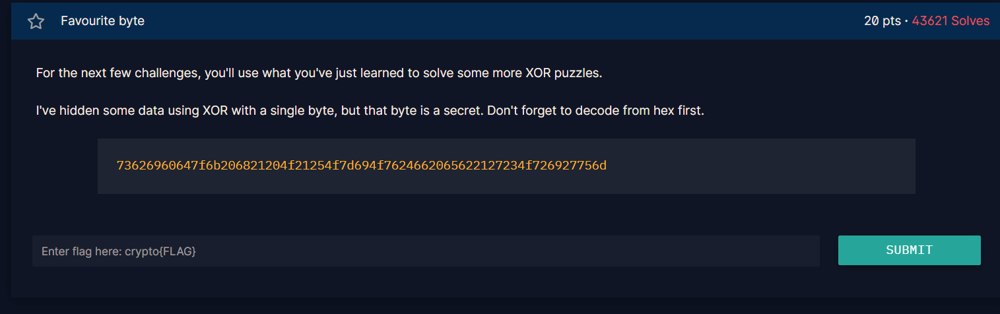 Favourite byte
20 pts · 43621 Solves
For the next few challenges, you'll use what you've just learned to solve some more XOR puzzles.
I've hidden some data using XOR with a single byte, but that byte is a secret. Don't forget to decode from hex first.
73626960647f6b206821204f21254f7d694f7624662065622127234f726927756d
Enter flag here: crypto{FLAG}
SUBMIT